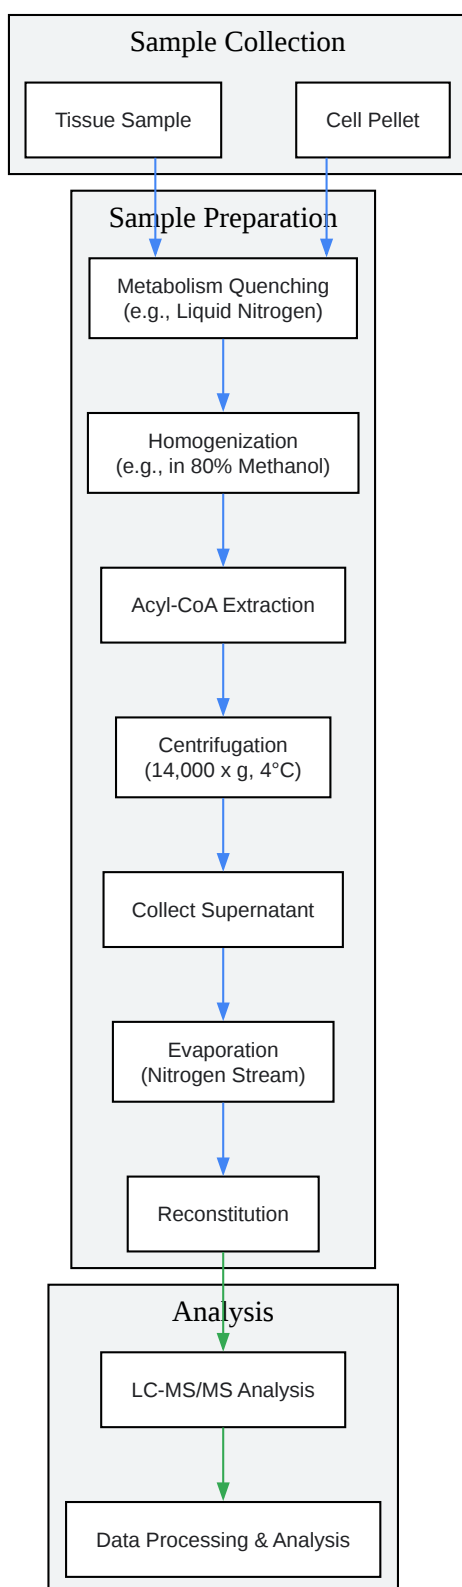 Sample Collection
Tissue Sample
Cell Pellet
Sample Preparation
Metabolism Quenching
(e.g., Liquid Nitrogen)
Homogenization
(e.g., in 80% Methanol)
Acyl-CoA Extraction
Centrifugation
(14,000 x g, 4°C)
Collect Supernatant
Evaporation
(Nitrogen Stream)
Reconstitution
Analysis
LC-MS/MS Analysis
Data Processing & Analysis